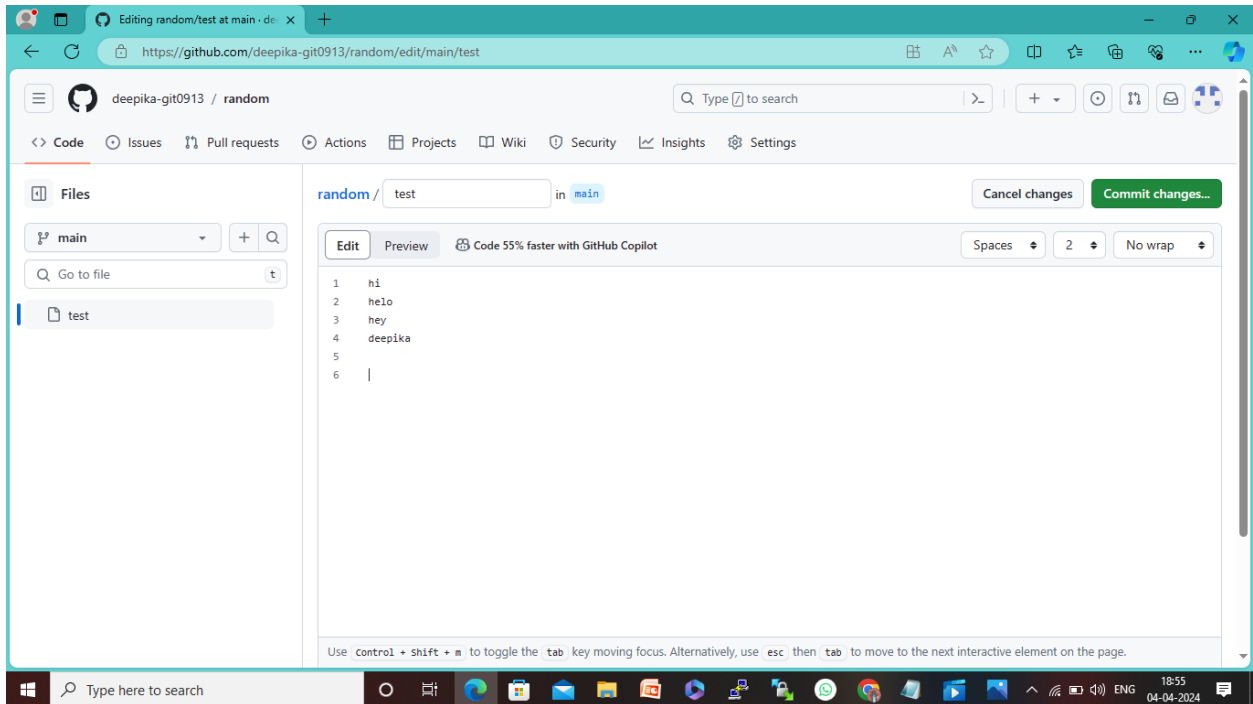 Editing random/test at main · de
https://github.com/deepika-git0913/random/edit/main/test
deepika-git0913 / random
Type / to search
Code Issues Pull requests Actions Projects Wiki Security Insights Settings
Files
random / test in main
Cancel changes Commit changes...
main
Edit Preview Code 55% faster with GitHub Copilot
Spaces 2 No wrap
Go to file t
test
1 hi
2 helo
3 hey
4 deepika
5
6
Use Control + Shift + m to toggle the tab key moving focus. Alternatively, use esc then tab to move to the next interactive element on the page.
Type here to search
ENG
18:55
04-04-2024